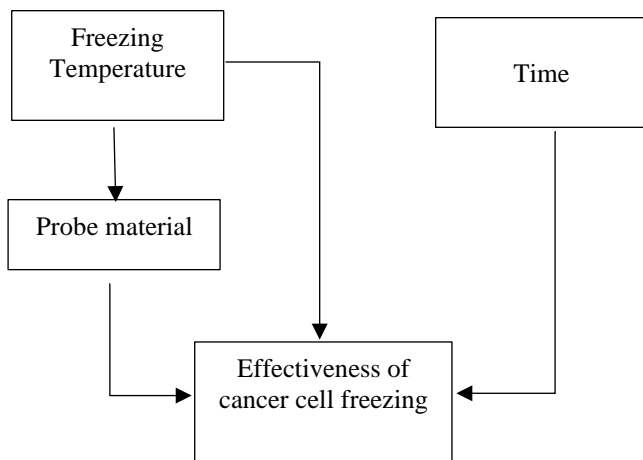 Freezing
Temperature
Time
Probe material
Effectiveness of
cancer cell freezing